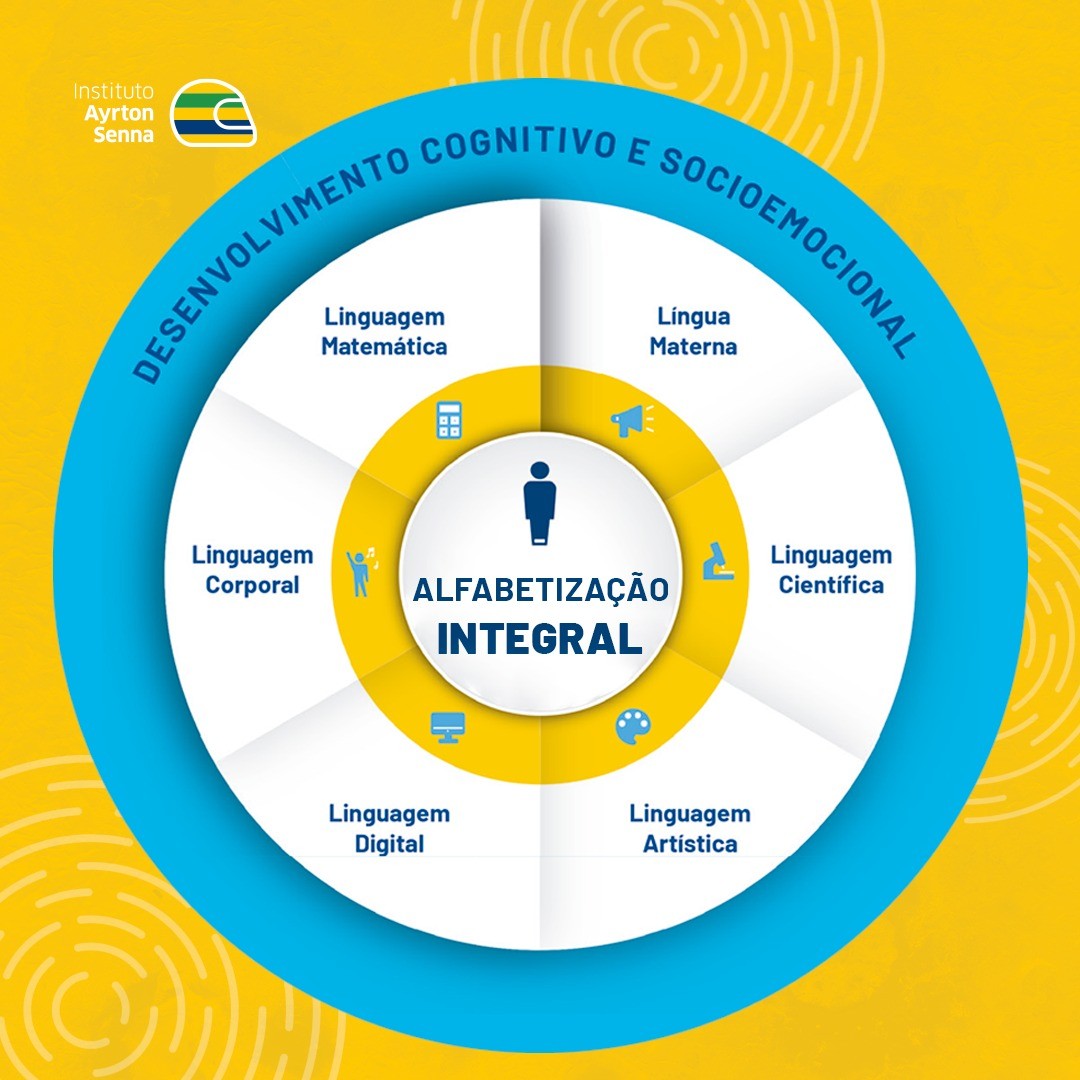 Instituto
Ayrton
Senna
DESENVOLVIMENTO COGNITIVO E SOCIOEMOCIONAL
Linguagem
Matemática
Língua
Materna
Linguagem
Corporal
ALFABETIZAÇÃO
INTEGRAL
Linguagem
Científica
Linguagem
Digital
Linguagem
Artística